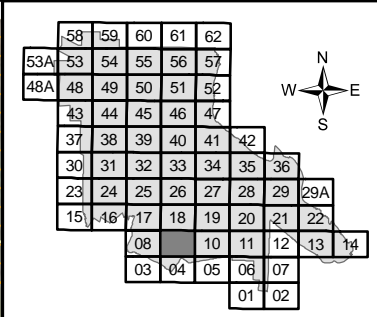 58 59 60 61 62
53A 53 54 55 56 57
48A 48 49 50 51 52
43 44 45 46 47
37 38 39 40 41 42
30 31 32 33 34 35 36
23 24 25 26 27 28 29 29A
15 16 17 18 19 20 21 22
08 10 11 12 13 14
03 04 05 06 07
01 02
N
W E
S